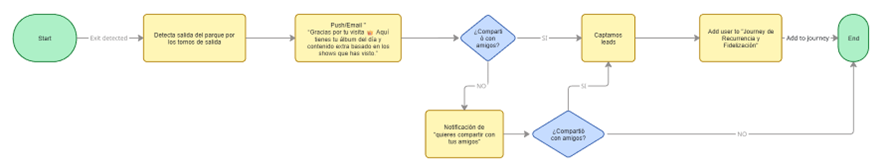 Start
Exit detected
Detecta salida del parque por
los tornos de salida
Push/Email "
"Gracias por tu visita 🎡 Aquí
tienes tu álbum del día y
contenido extra basado en los
shows que has visto."
¿Comparti
ó con
amigos?
SI
Captamos
leads
Add user to "Journey de
Recurrencia y
Fidelización"
Add to journey
End
NO
Notificación de
"quieres compartir con
tus amigos"
¿Compartió
con amigos?
SI
NO